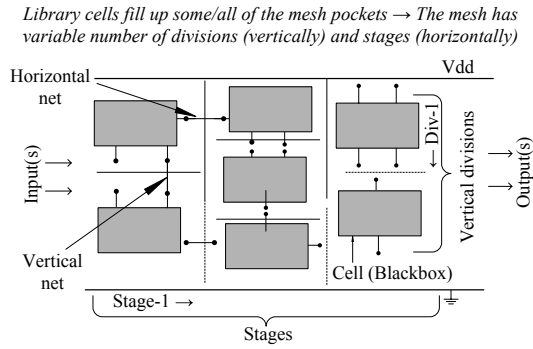 Library cells fill up some/all of the mesh pockets → The mesh has
variable number of divisions (vertically) and stages (horizontally)
Vdd
Horizontal
net
Input(s)
Div-1 →
Vertical divisions
Output(s)
Vertical
net
Cell (Blackbox)
Stage-1 →
Stages